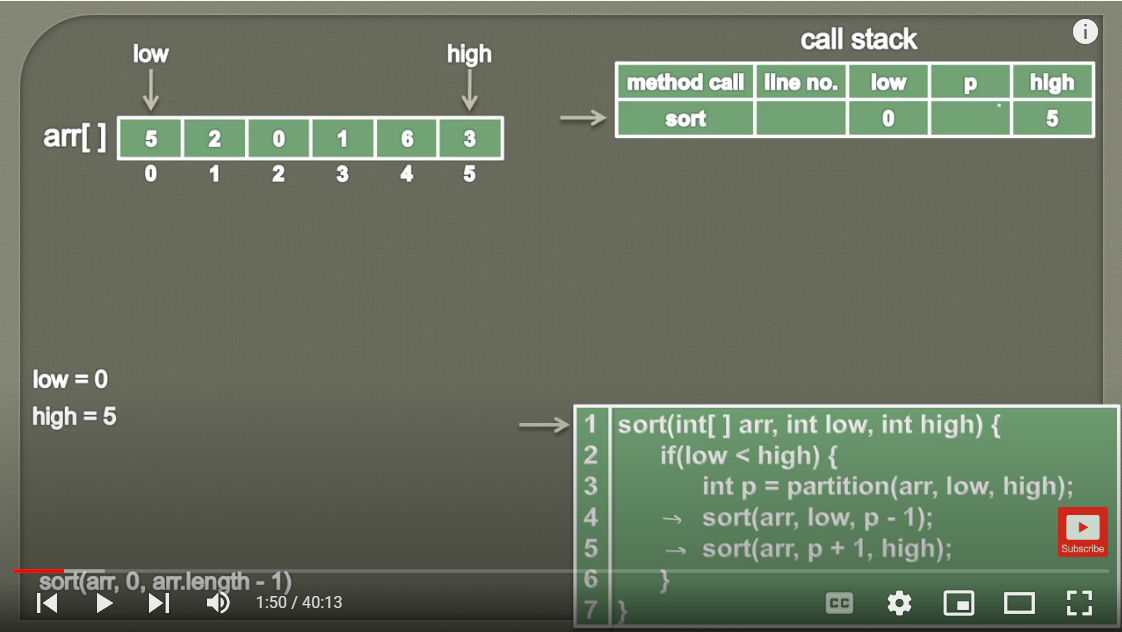 call stack
low high
method call line no. low p high
sort 0 5
arr[ ] 5 2 0 1 6 3
0 1 2 3 4 5
low = 0
high = 5
1 sort(int[ ] arr, int low, int high) {
2 if(low < high) {
3 int p = partition(arr, low, high);
4 → sort(arr, low, p - 1);
5 → sort(arr, p + 1, high);
6 }
7 }
Subscribe
sort(arr, 0, arr.length - 1)
1:50 / 40:13
CC